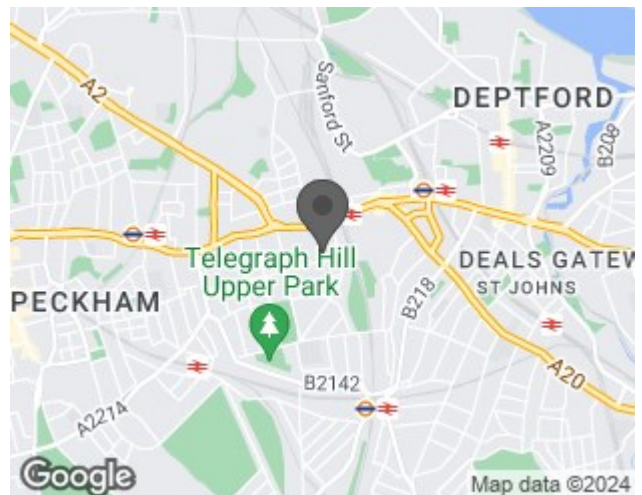 A2
Sanford St
DEPTFORD
A2209
B208
Telegraph Hill
Upper Park
DEALS GATEW
ST JOHNS
PECKHAM
B218
A20
B2142
A2214
Google
Map data ©2024